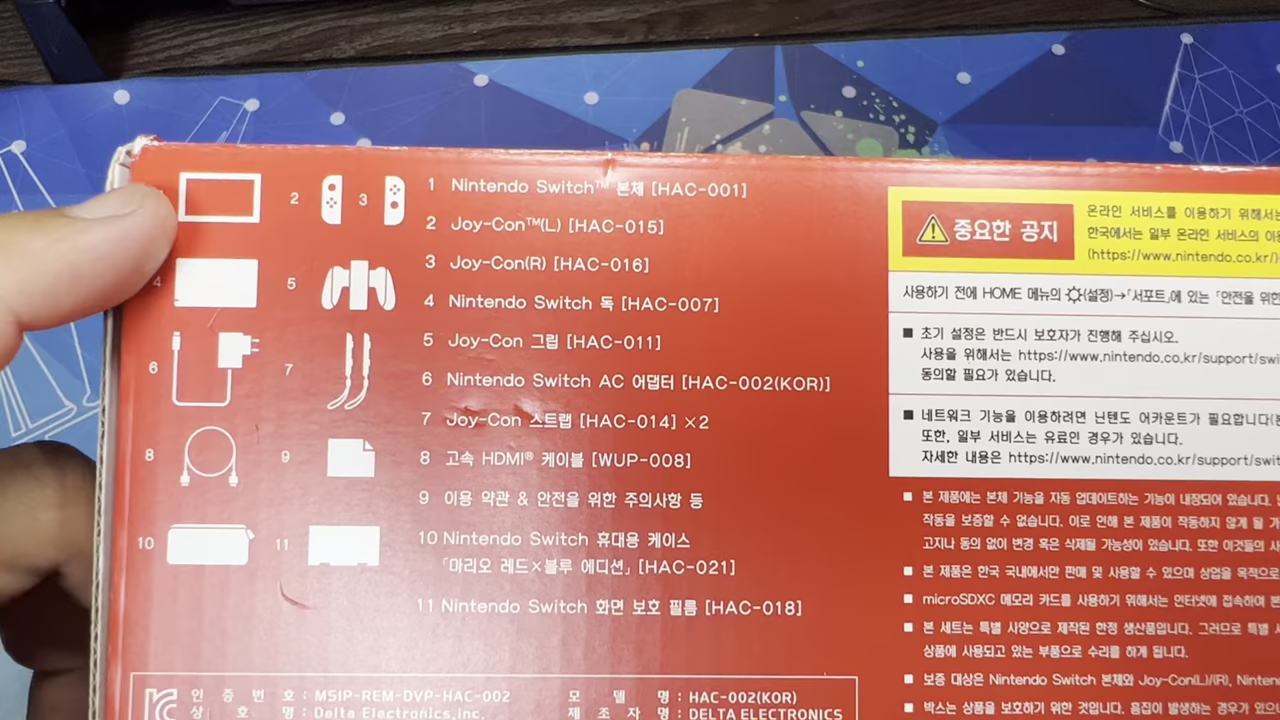 1 Nintendo Switch™ 본체 [HAC-001]
2 Joy-Con™(L) [HAC-015]
3 Joy-Con(R) [HAC-016]
4 Nintendo Switch 독 [HAC-007]
5 Joy-Con 그립 [HAC-011]
6 Nintendo Switch AC 어댑터 [HAC-002(KOR)]
7 Joy-Con 스트랩 [HAC-014] ×2
8 고속 HDMI® 케이블 [WUP-008]
9 이용 약관 & 안전을 위한 주의사항 등
10 Nintendo Switch 휴대용 케이스
「마리오 레드×블루 에디션」 [HAC-021]
11 Nintendo Switch 화면 보호 필름 [HAC-018]
2 3
4 5
6 7
8 9
10 11
인 증 번 호 : MSIP-REM-DVP-HAC-002 모 델 명 : HAC-002(KOR)
상 호 명 : Delta Electronics,Inc. 제 조 자 명 : DELTA ELECTRONICS
중요한 공지
온라인 서비스를 이용하기 위해서는
한국에서는 일부 온라인 서비스의
(https://www.nintendo.co.kr/)
사용하기 전에 HOME 메뉴의 (설정)→「서포트」에 있는 「안전을 위한
■ 초기 설정은 반드시 보호자가 진행해 주십시오.
사용을 위해서는 https://www.nintendo.co.kr/support/swi
동의할 필요가 있습니다.
■ 네트워크 기능을 이용하려면 닌텐도 어카운트가 필요합니다
또한, 일부 서비스는 유료인 경우가 있습니다.
자세한 내용은 https://www.nintendo.co.kr/support/swit
■ 본 제품에는 본체 기능을 자동 업데이트하는 기능이 내장되어 있습니다.
작동을 보증할 수 없습니다. 이로 인해 본 제품이 작동하지 않게 될
고지나 동의 없이 변경 혹은 삭제될 가능성이 있습니다. 또한 이것들의
■ 본 제품은 한국 국내에서만 판매 및 사용할 수 있으며 상업을 목적으로
■ microSDXC 메모리 카드를 사용하기 위해서는 인터넷에 접속하여
■ 본 세트는 특별 사양으로 제작된 한정 생산품입니다. 그러므로 특별
상품에 사용되고 있는 부품으로 수리를 하게 됩니다.
■ 보증 대상은 Nintendo Switch 본체와 Joy-Con(L)/(R), Ninten
■ 박스는 상품을 보호하기 위한 것입니다. 흠집이 발생하는 경우가